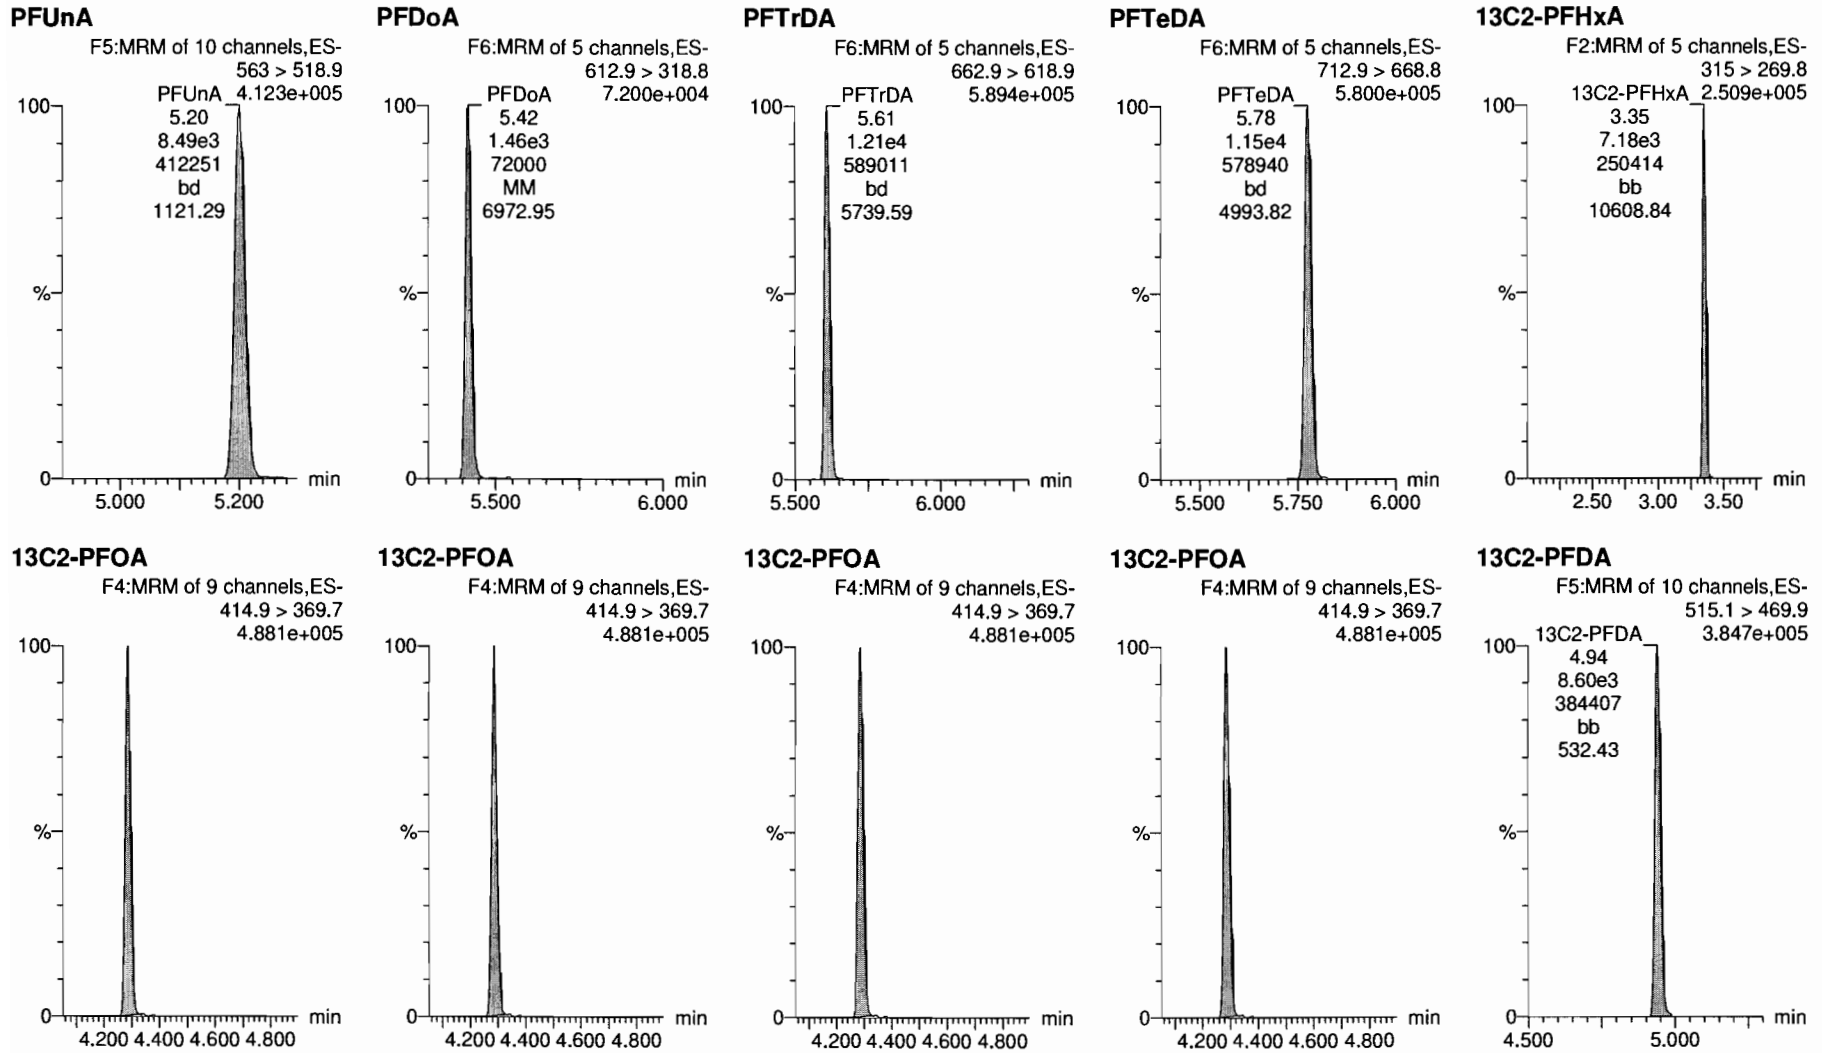 PFUnA
F5:MRM of 10 channels,ES-
563 > 518.9
4.123e+005
PFUnA
5.20
8.49e3
412251
bd
1121.29
100
%
0
5.000 5.200
min
PFDoA
F6:MRM of 5 channels,ES-
612.9 > 318.8
7.200e+004
PFDoA
5.42
1.46e3
72000
MM
6972.95
100
%
0
5.500 6.000
min
PFTrDA
F6:MRM of 5 channels,ES-
662.9 > 618.9
5.894e+005
PFTrDA
5.61
1.21e4
589011
bd
5739.59
100
%
0
5.500 6.000
min
PFTeDA
F6:MRM of 5 channels,ES-
712.9 > 668.8
5.800e+005
PFTeDA
5.78
1.15e4
578940
bd
4993.82
100
%
0
5.500 5.750 6.000
min
13C2-PFHxA
F2:MRM of 5 channels,ES-
315 > 269.8
2.509e+005
13C2-PFHxA
3.35
7.18e3
250414
bb
10608.84
100
%
0
2.50 3.00 3.50
min
13C2-PFOA
F4:MRM of 9 channels,ES-
414.9 > 369.7
4.881e+005
100
%
0
4.200 4.400 4.600 4.800
min
13C2-PFOA
F4:MRM of 9 channels,ES-
414.9 > 369.7
4.881e+005
100
%
0
4.200 4.400 4.600 4.800
min
13C2-PFOA
F4:MRM of 9 channels,ES-
414.9 > 369.7
4.881e+005
100
%
0
4.200 4.400 4.600 4.800
min
13C2-PFOA
F4:MRM of 9 channels,ES-
414.9 > 369.7
4.881e+005
100
%
0
4.200 4.400 4.600 4.800
min
13C2-PFDA
F5:MRM of 10 channels,ES-
515.1 > 469.9
3.847e+005
13C2-PFDA
4.94
8.60e3
384407
bb
532.43
100
%
0
4.500 5.000
min